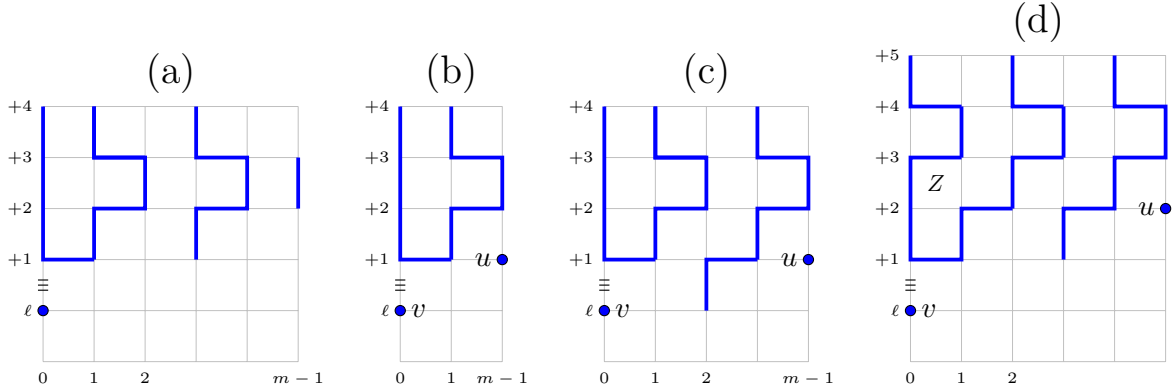 (a) (b) (c) (d)
+4 +3 +2 +1 ℓ
0 1 2 m − 1
+4 +3 +2 +1 ℓ v u
0 1 m − 1
+4 +3 +2 +1 ℓ v u
0 1 2 m − 1
+5 +4 +3 +2 +1 ℓ v u Z
0 1 2